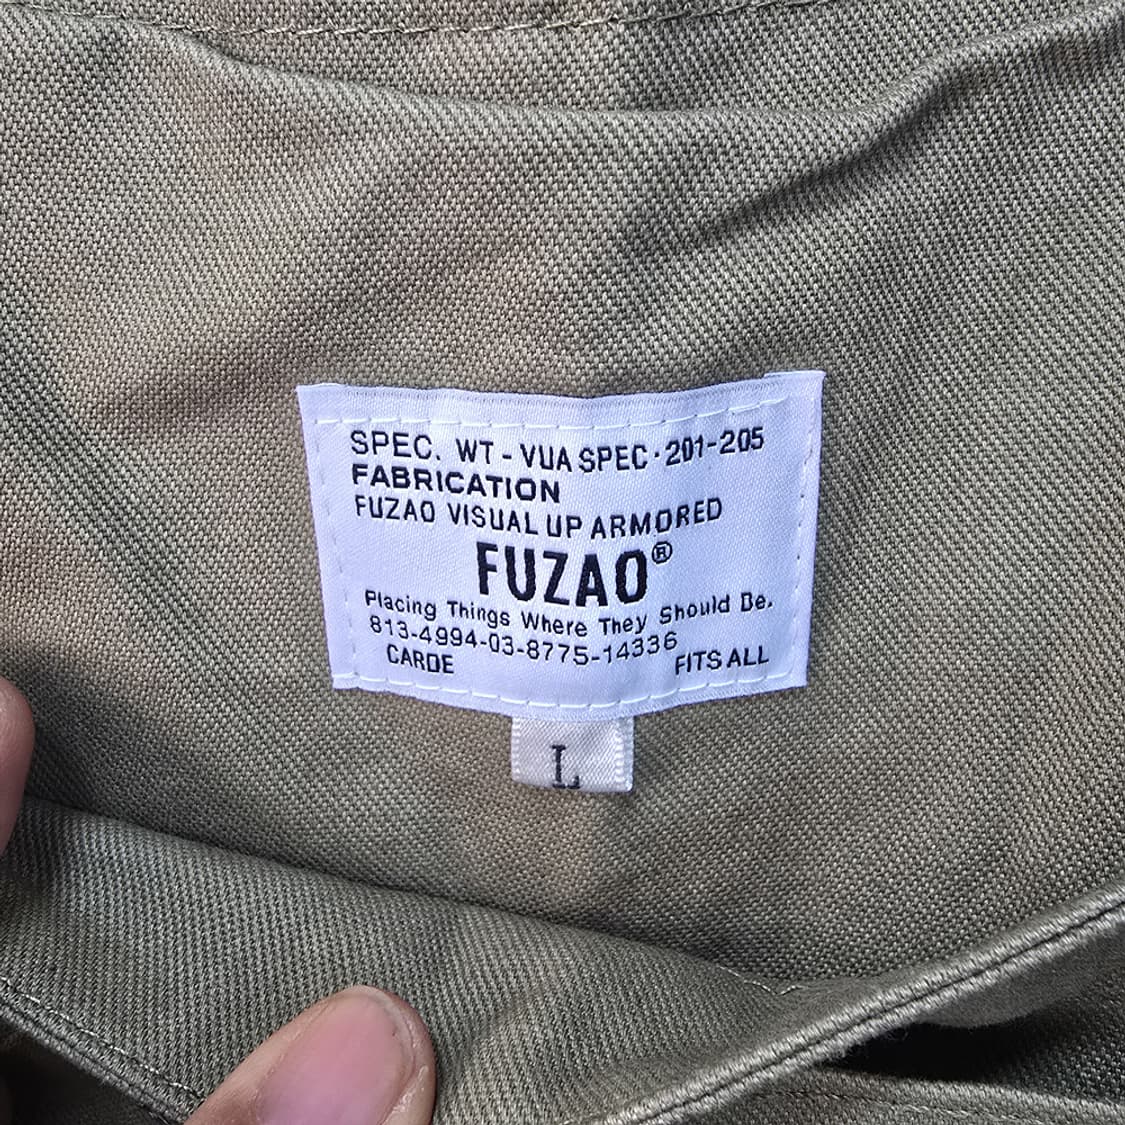 SPEC. WT - VUA SPEC · 201-205
FABRICATION
FUZAO VISUAL UP ARMORED
FUZAO®
Placing Things Where They Should Be.
813-4994-03-8775-14336
CARDE FITS ALL
L